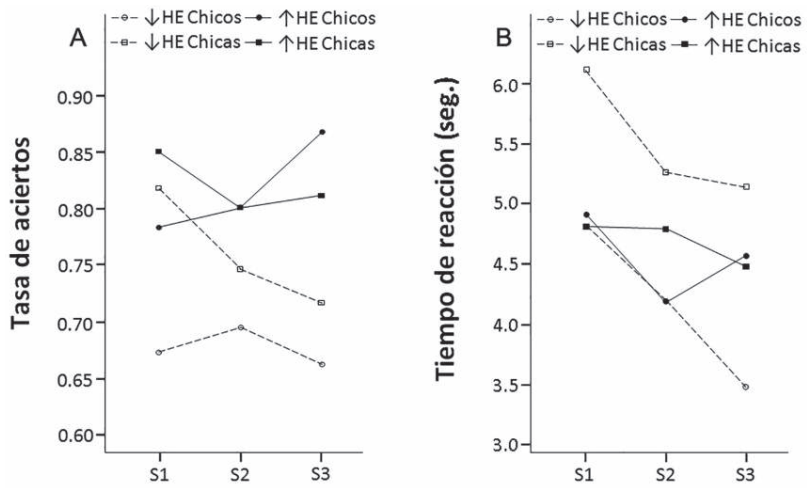 A
↓HE Chicos ↑HE Chicos
↓HE Chicas ↑HE Chicas
Tasa de aciertos
0.90
0.85
0.80
0.75
0.70
0.65
0.60
S1 S2 S3
B
↓HE Chicos ↑HE Chicos
↓HE Chicas ↑HE Chicas
Tiempo de reacción (seg.)
6.0
5.5
5.0
4.5
4.0
3.5
3.0
S1 S2 S3